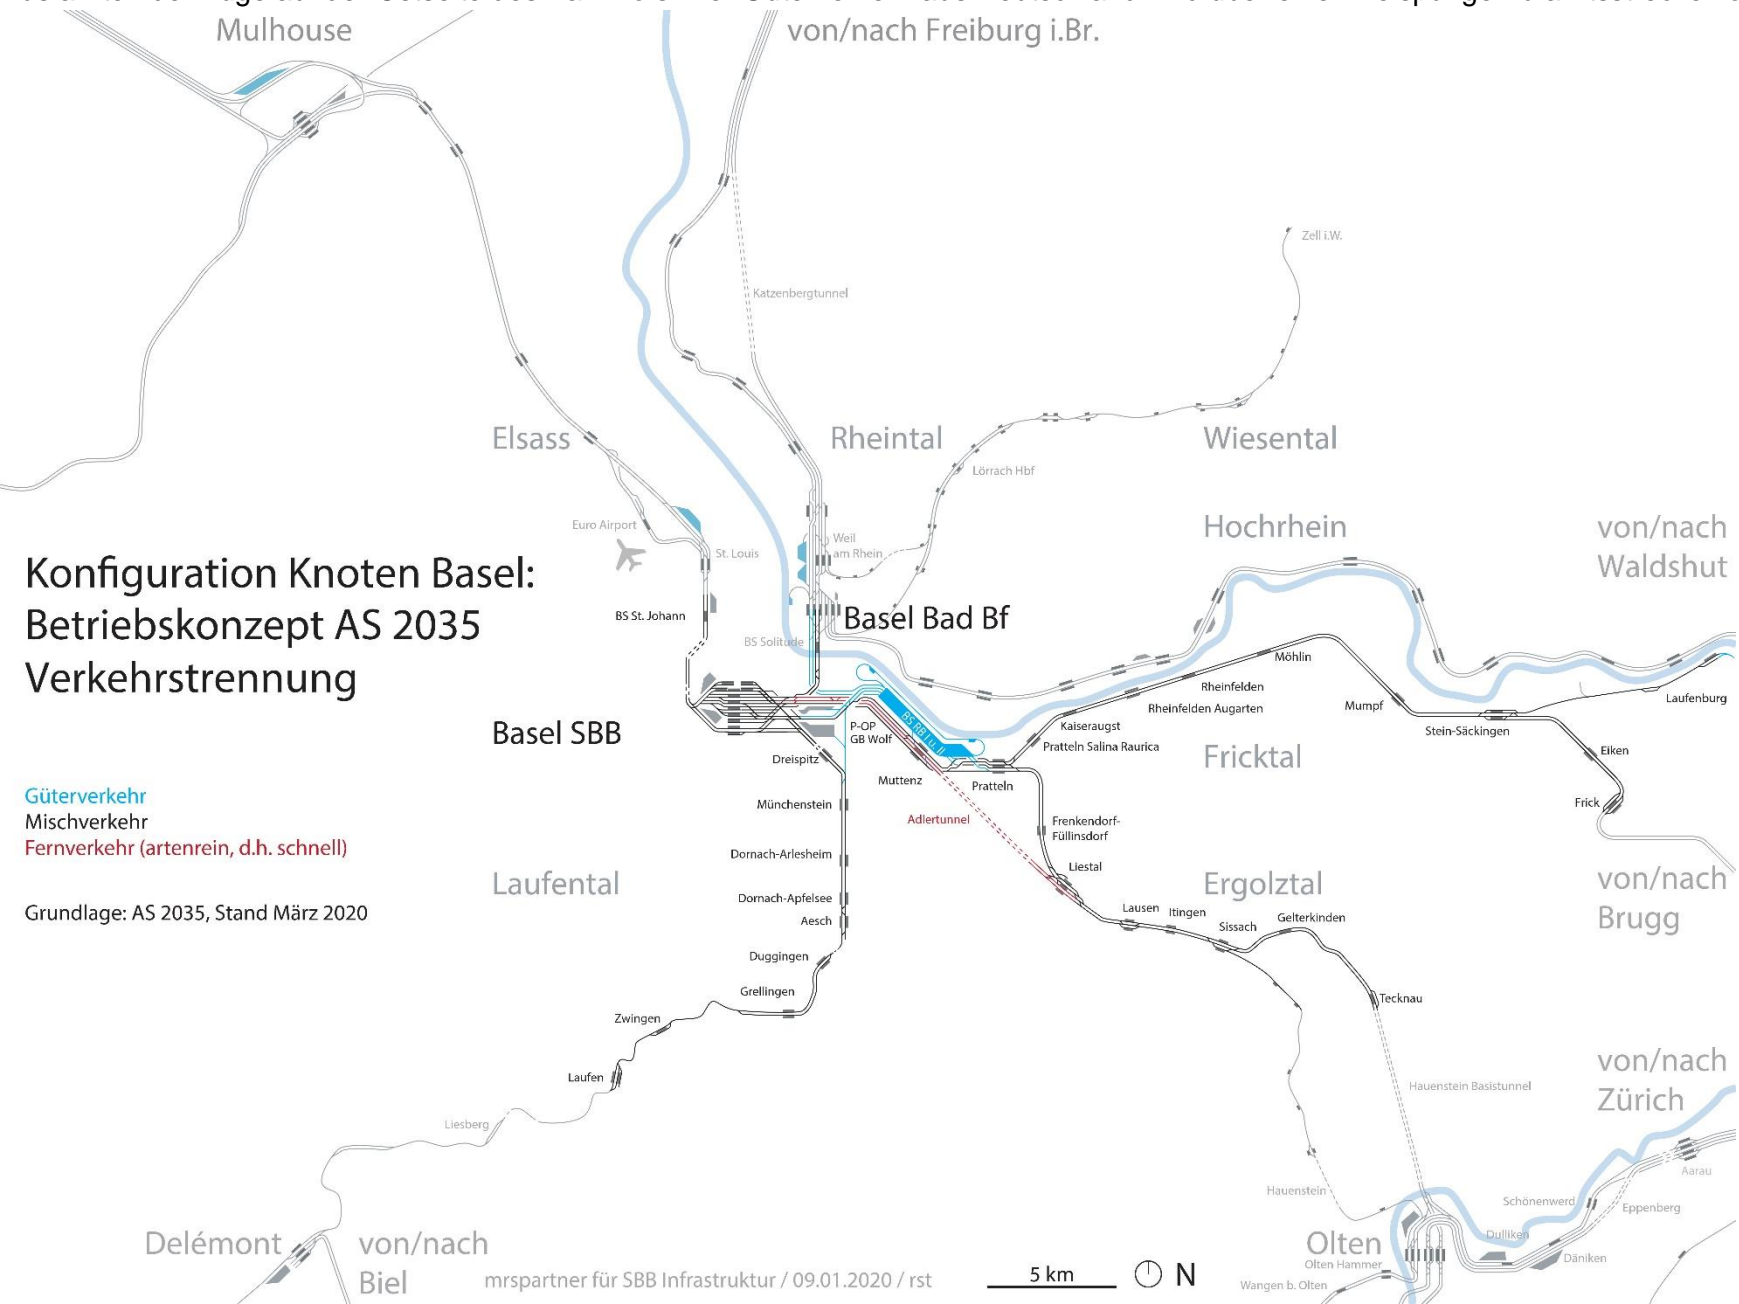 Mulhouse
von/nach Freiburg i.Br.
Zell i.W.
Katzenbergtunnel
Elsass
Rheintal
Wiesental
Lörrach Hbf
Euro Airport
St. Louis
Weil
am Rhein
Hochrhein
von/nach
Waldshut
Konfiguration Knoten Basel:
Betriebskonzept AS 2035
Verkehrstrennung
BS St. Johann
Basel Bad Bf
BS Solitude
Möhlin
Rheinfelden
Rheinfelden Augarten
Mumpf
Laufenburg
Basel SBB
P-OP
GB Wolf
BS RB I u. II
Kaiseraugst
Pratteln Salina Raurica
Stein-Säckingen
Fricktal
Eiken
Dreispitz
Muttenz
Pratteln
Güterverkehr
Mischverkehr
Fernverkehr (artenrein, d.h. schnell)
Münchenstein
Adlertunnel
Frenkendorf-
Füllinsdorf
Frick
Dornach-Arlesheim
Liestal
Laufental
Ergolztal
von/nach
Brugg
Grundlage: AS 2035, Stand März 2020
Dornach-Apfelsee
Aesch
Lausen
Itingen
Sissach
Gelterkinden
Duggingen
Grellingen
Tecknau
Zwingen
Laufen
Liesberg
Hauenstein Basistunnel
von/nach
Zürich
Hauenstein
Aarau
Schönenwerd
Eppenberg
Dulliken
Däniken
Delémont
von/nach
Biel
mrspartner für SBB Infrastruktur / 09.01.2020 / rst
5 km
N
Olten
Olten Hammer
Wangen b. Olten